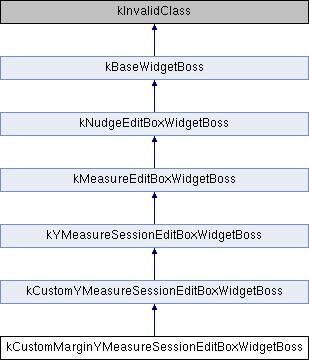 kInvalidClass
kBaseWidgetBoss
kNudgeEditBoxWidgetBoss
kMeasureEditBoxWidgetBoss
kYMeasureSessionEditBoxWidgetBoss
kCustomYMeasureSessionEditBoxWidgetBoss
kCustomMarginYMeasureSessionEditBoxWidgetBoss